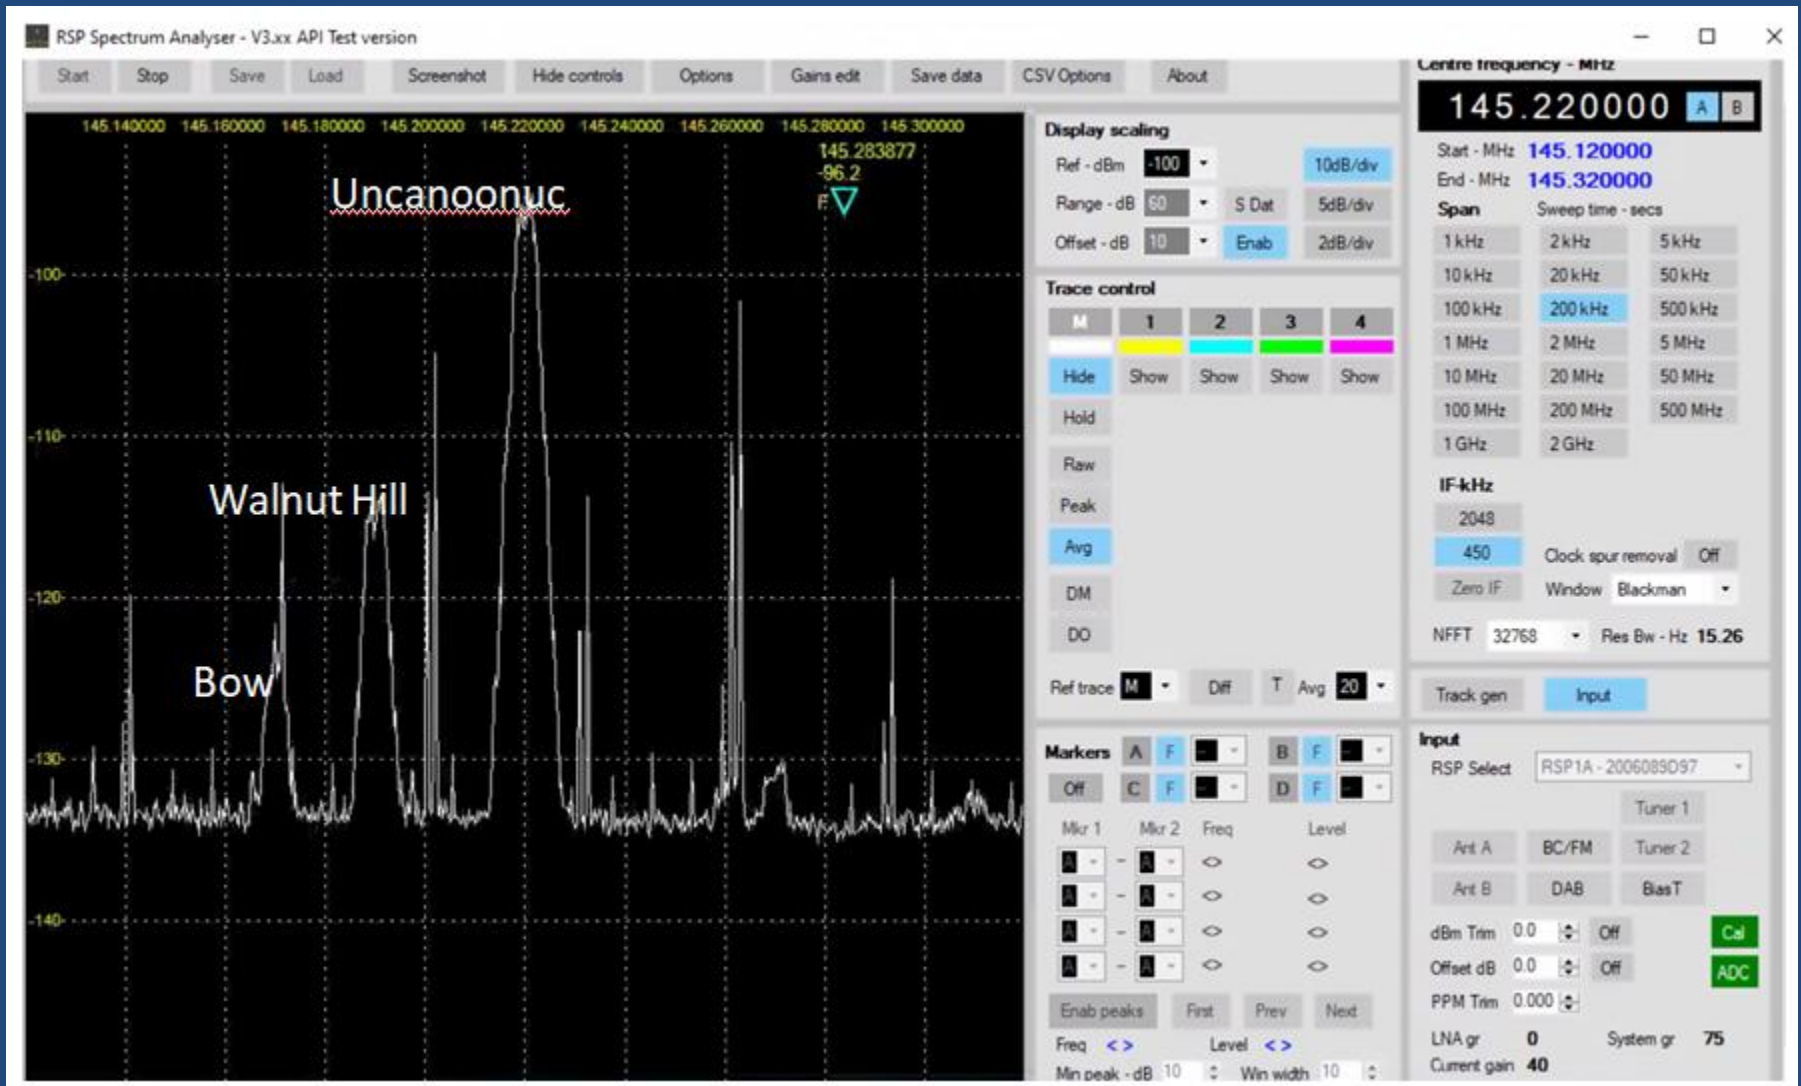 RSP Spectrum Analyser - V3.xx API Test version
Start Stop Save Load Screenshot Hide controls Options Gains edit Save data CSV Options About
145.140000 145.160000 145.180000 145.200000 145.220000 145.240000 145.260000 145.280000 145.300000
145.283877
-96.2
F
Uncanoonuc
-100
-110
Walnut Hill
-120
Bow
-130
-140
Display scaling
Ref - dBm -100 10dB/div
Range - dB 60 S Dat 5dB/div
Offset - dB 10 Enab 2dB/div
Trace control
M 1 2 3 4
Hide Show Show Show Show
Hold
Raw
Peak
Avg
DM
DO
Ref trace M Diff T Avg 20
Markers A F - B F -
Off C F - D F -
Mkr 1 Mkr 2 Freq Level
A - A <> <>
A - A <> <>
A - A <> <>
A - A <> <>
Enab peaks First Prev Next
Freq < > Level < >
Min peak - dB 10 Win width 10
Centre frequency - MHz
145.220000 A B
Start - MHz 145.120000
End - MHz 145.320000
Span Sweep time - secs
1 kHz 2 kHz 5 kHz
10 kHz 20 kHz 50 kHz
100 kHz 200 kHz 500 kHz
1 MHz 2 MHz 5 MHz
10 MHz 20 MHz 50 MHz
100 MHz 200 MHz 500 MHz
1 GHz 2 GHz
IF-kHz
2048
450 Clock spur removal Off
Zero IF Window Blackman
NFFT 32768 Res Bw - Hz 15.26
Track gen Input
Input
RSP Select RSP1A - 2006089D97
Tuner 1
Ant A BC/FM Tuner 2
Ant B DAB BiasT
dBm Trim 0.0 Off Cal
Offset dB 0.0 Off ADC
PPM Trim 0.000
LNA gr 0 System gr 75
Current gain 40